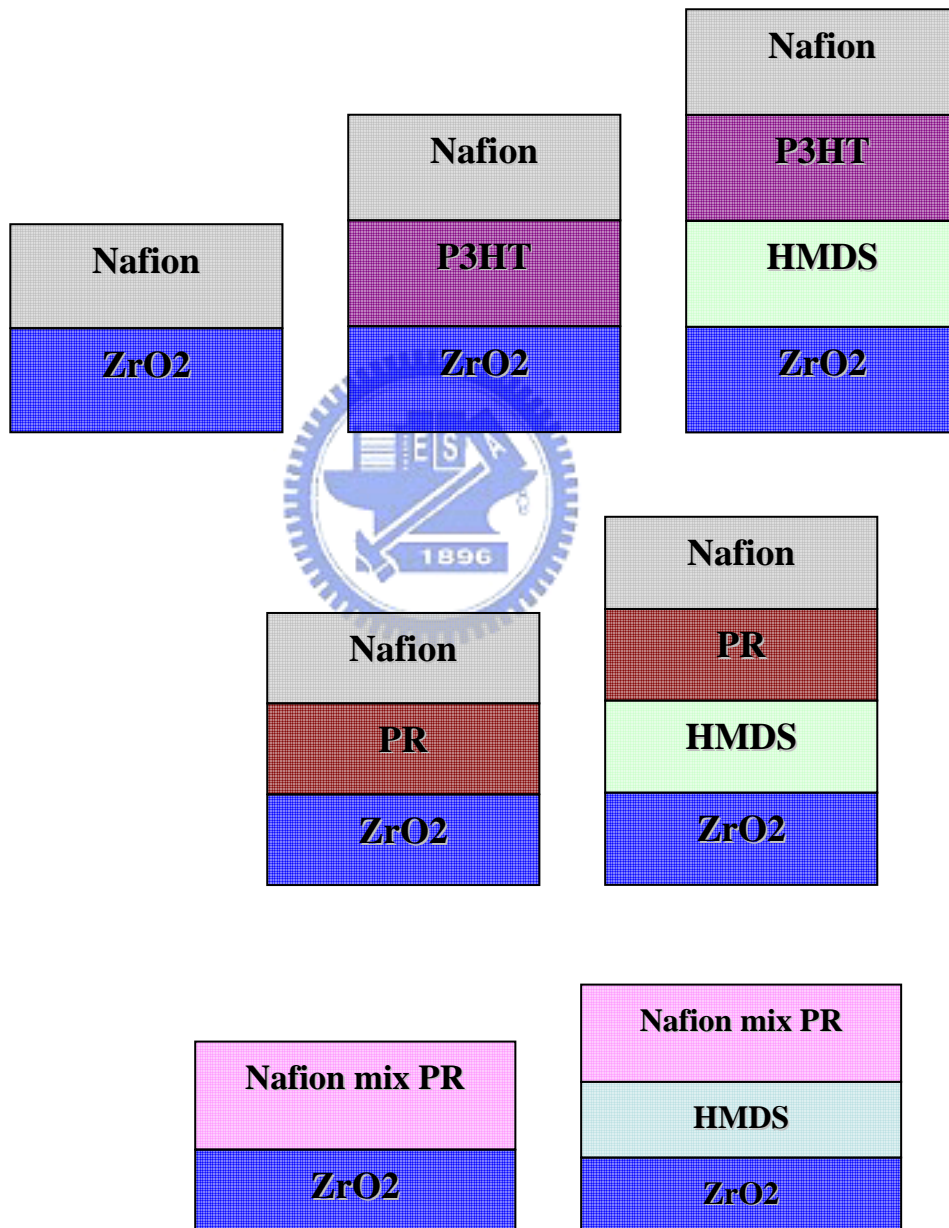 Nafion
ZrO2
Nafion
P3HT
ZrO2
Nafion
P3HT
HMDS
ZrO2
E S A
1896
Nafion
PR
ZrO2
Nafion
PR
HMDS
ZrO2
Nafion mix PR
ZrO2
Nafion mix PR
HMDS
ZrO2